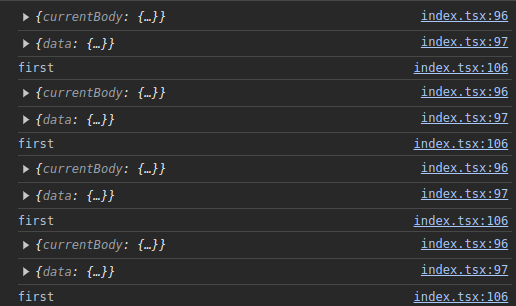 ▶ {currentBody: {…}} index.tsx:96
▶ {data: {…}} index.tsx:97
first index.tsx:106
▶ {currentBody: {…}} index.tsx:96
▶ {data: {…}} index.tsx:97
first index.tsx:106
▶ {currentBody: {…}} index.tsx:96
▶ {data: {…}} index.tsx:97
first index.tsx:106
▶ {currentBody: {…}} index.tsx:96
▶ {data: {…}} index.tsx:97
first index.tsx:106